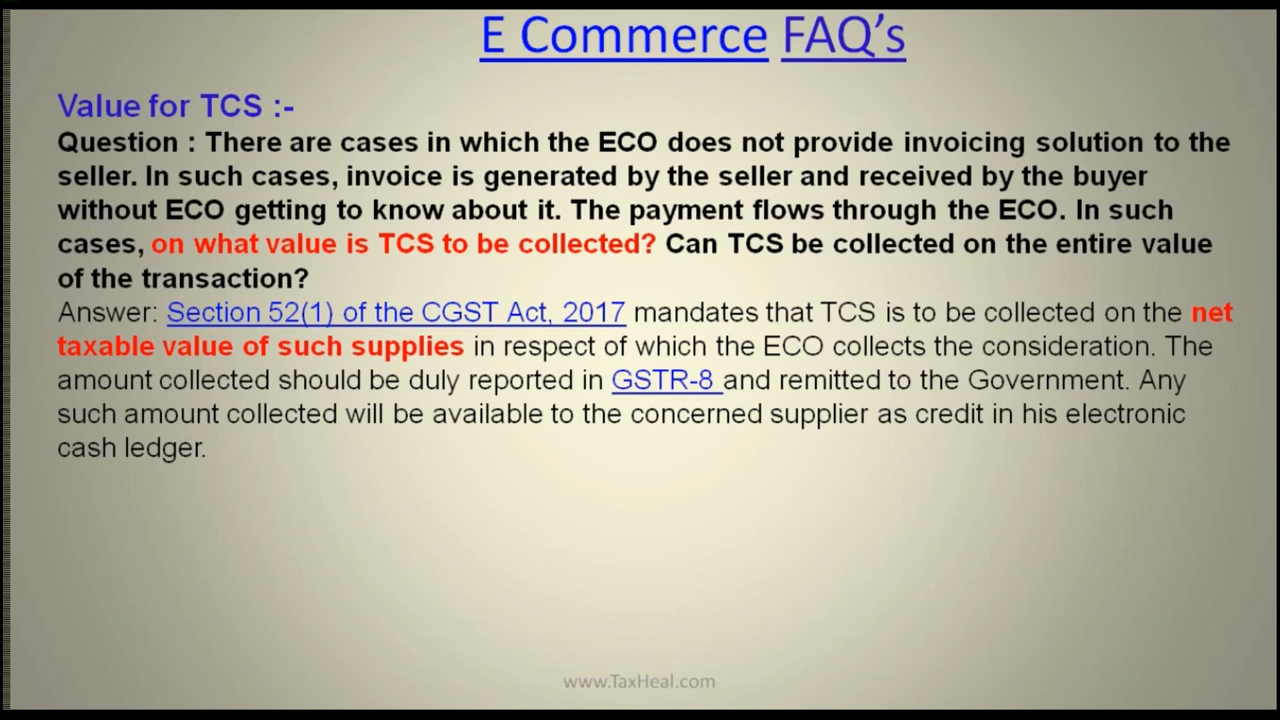 E Commerce FAQ’s
Value for TCS :-
Question : There are cases in which the ECO does not provide invoicing solution to the
seller. In such cases, invoice is generated by the seller and received by the buyer
without ECO getting to know about it. The payment flows through the ECO. In such
cases, on what value is TCS to be collected? Can TCS be collected on the entire value
of the transaction?
Answer: Section 52(1) of the CGST Act, 2017 mandates that TCS is to be collected on the net
taxable value of such supplies in respect of which the ECO collects the consideration. The
amount collected should be duly reported in GSTR-8 and remitted to the Government. Any
such amount collected will be available to the concerned supplier as credit in his electronic
cash ledger.
www.TaxHeal.com